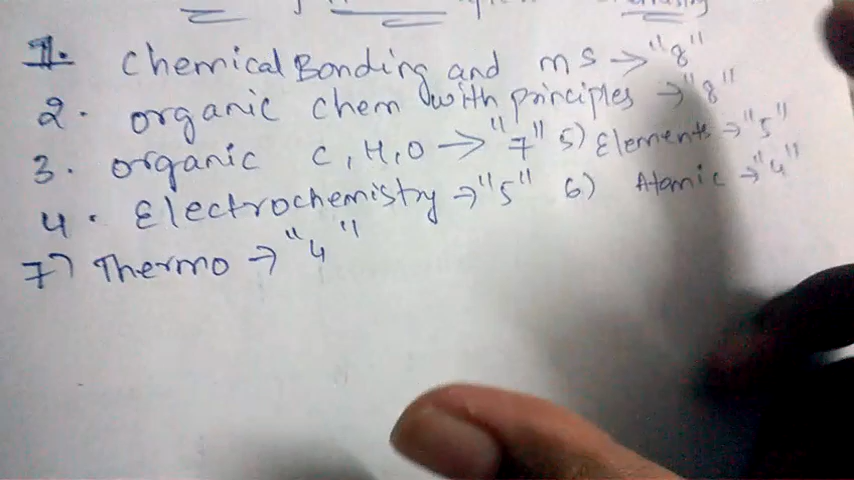 1. Chemical Bonding and ms → "8"
2. organic chem with principles → "8"
3. organic C, H, O → "7" 5) Elements → "5"
4. Electrochemistry → "5" 6) Atomic → "4"
7) Thermo → "4"